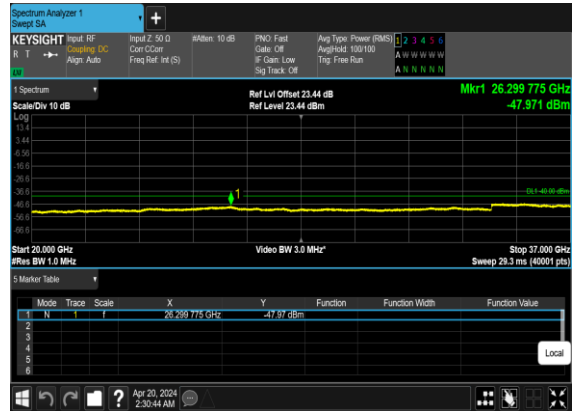 Spectrum Analyzer 1
Swept SA
+
KEYSIGHT Input: RF Input Z: 50 Ω #Atten: 10 dB PNO: Fast Avg Type: Power (RMS) 1 2 3 4 5 6
R T Coupling: DC Corr CCorr Gate: Off Avg|Hold: 100/100 A W W W W W
Align: Auto Freq Ref: Int (S) IF Gain: Low Trig: Free Run
LW Sig Track: Off A N N N N N
1 Spectrum Ref Lvl Offset 23.44 dB Mkr1 26.299 775 GHz
Scale/Div 10 dB Ref Level 23.44 dBm -47.971 dBm
Log
13.4
3.44
-6.56
-16.6
-26.6
-36.6 1 DL1 -40.00 dBm
-46.6
-56.6
-66.6
Start 20.000 GHz Video BW 3.0 MHz* Stop 37.000 GHz
#Res BW 1.0 MHz Sweep 29.3 ms (40001 pts)
5 Marker Table
Mode Trace Scale X Y Function Function Width Function Value
1 N 1 f 26.299 775 GHz -47.97 dBm
2
3
4
5
6
Local
? Apr 20, 2024
2:30:44 AM